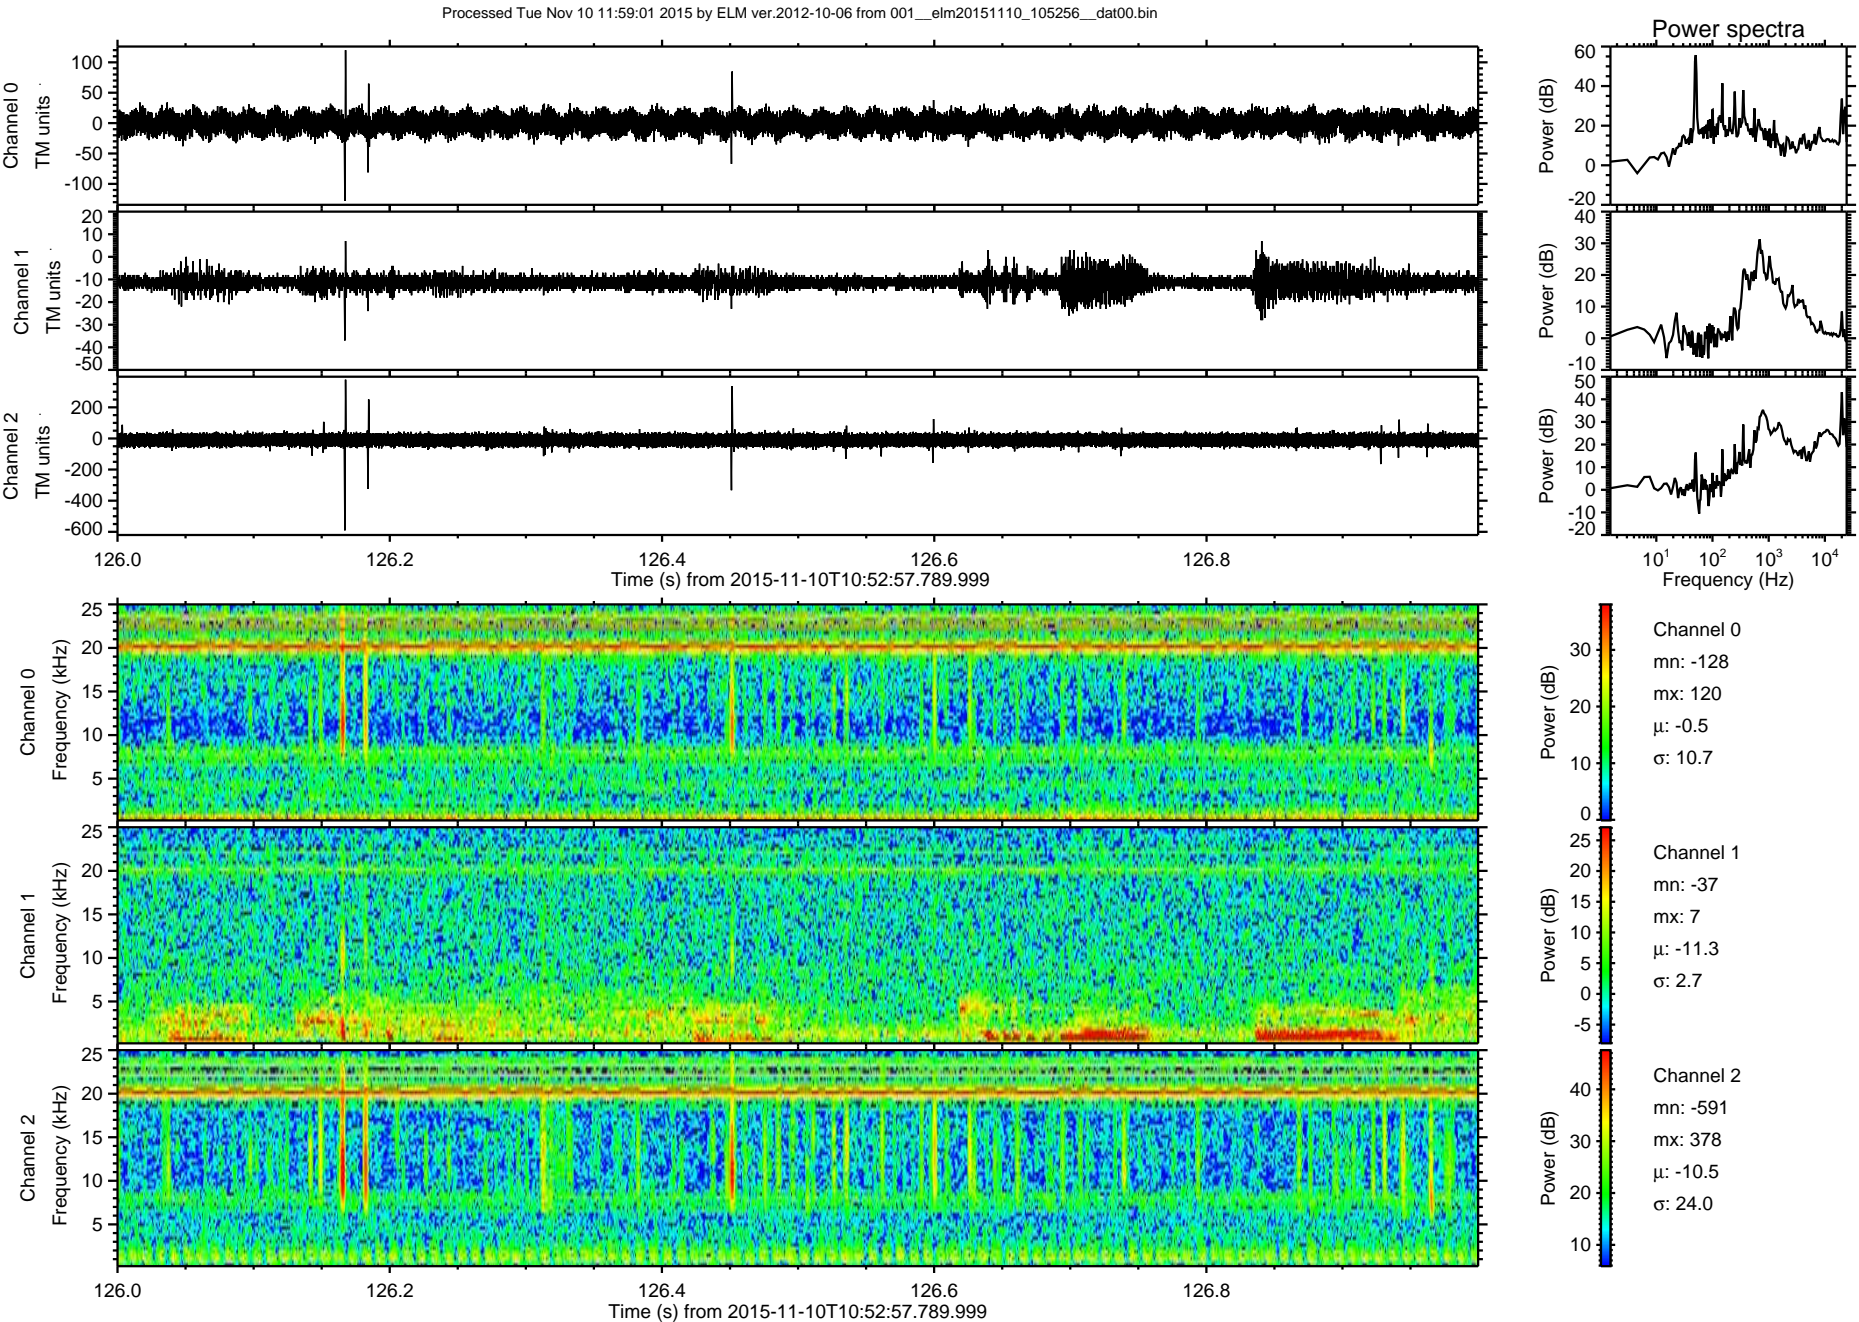 Processed Tue Nov 10 11:59:01 2015 by ELM ver.2012-10-06 from 001__elm20151110_105256__dat00.bin
Power spectra
Channel 0
TM units
100
50
0
-50
-100
Power (dB)
60
40
20
0
-20
Channel 1
TM units
20
10
0
-10
-20
-30
-40
-50
Power (dB)
40
30
20
10
0
-10
Channel 2
TM units
200
0
-200
-400
-600
Power (dB)
50
40
30
20
10
0
-10
-20
126.0 126.2 126.4 126.6 126.8
Time (s) from 2015-11-10T10:52:57.789.999
10¹ 10² 10³ 10⁴
Frequency (Hz)
Channel 0
Frequency (kHz)
25
20
15
10
5
Power (dB)
30
20
10
0
Channel 0
mn: -128
mx: 120
μ: -0.5
σ: 10.7
Channel 1
Frequency (kHz)
25
20
15
10
5
Power (dB)
25
20
15
10
5
0
-5
Channel 1
mn: -37
mx: 7
μ: -11.3
σ: 2.7
Channel 2
Frequency (kHz)
25
20
15
10
5
Power (dB)
40
30
20
10
Channel 2
mn: -591
mx: 378
μ: -10.5
σ: 24.0
126.0 126.2 126.4 126.6 126.8
Time (s) from 2015-11-10T10:52:57.789.999